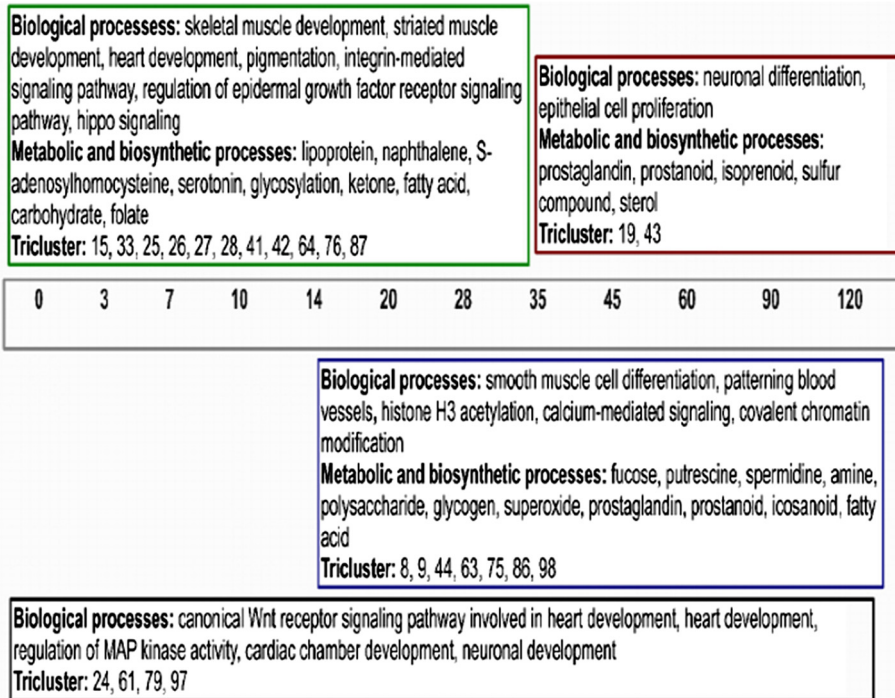 Biological processess: skeletal muscle development, striated muscle
development, heart development, pigmentation, integrin-mediated
signaling pathway, regulation of epidermal growth factor receptor signaling
pathway, hippo signaling
Metabolic and biosynthetic processes: lipoprotein, naphthalene, S-
adenosylhomocysteine, serotonin, glycosylation, ketone, fatty acid,
carbohydrate, folate
Tricluster: 15, 33, 25, 26, 27, 28, 41, 42, 64, 76, 87
Biological processes: neuronal differentiation,
epithelial cell proliferation
Metabolic and biosynthetic processes:
prostaglandin, prostanoid, isoprenoid, sulfur
compound, sterol
Tricluster: 19, 43
0 3 7 10 14 20 28 35 45 60 90 120
Biological processes: smooth muscle cell differentiation, patterning blood
vessels, histone H3 acetylation, calcium-mediated signaling, covalent chromatin
modification
Metabolic and biosynthetic processes: fucose, putrescine, spermidine, amine,
polysaccharide, glycogen, superoxide, prostaglandin, prostanoid, icosanoid, fatty
acid
Tricluster: 8, 9, 44, 63, 75, 86, 98
Biological processes: canonical Wnt receptor signaling pathway involved in heart development, heart development,
regulation of MAP kinase activity, cardiac chamber development, neuronal development
Tricluster: 24, 61, 79, 97